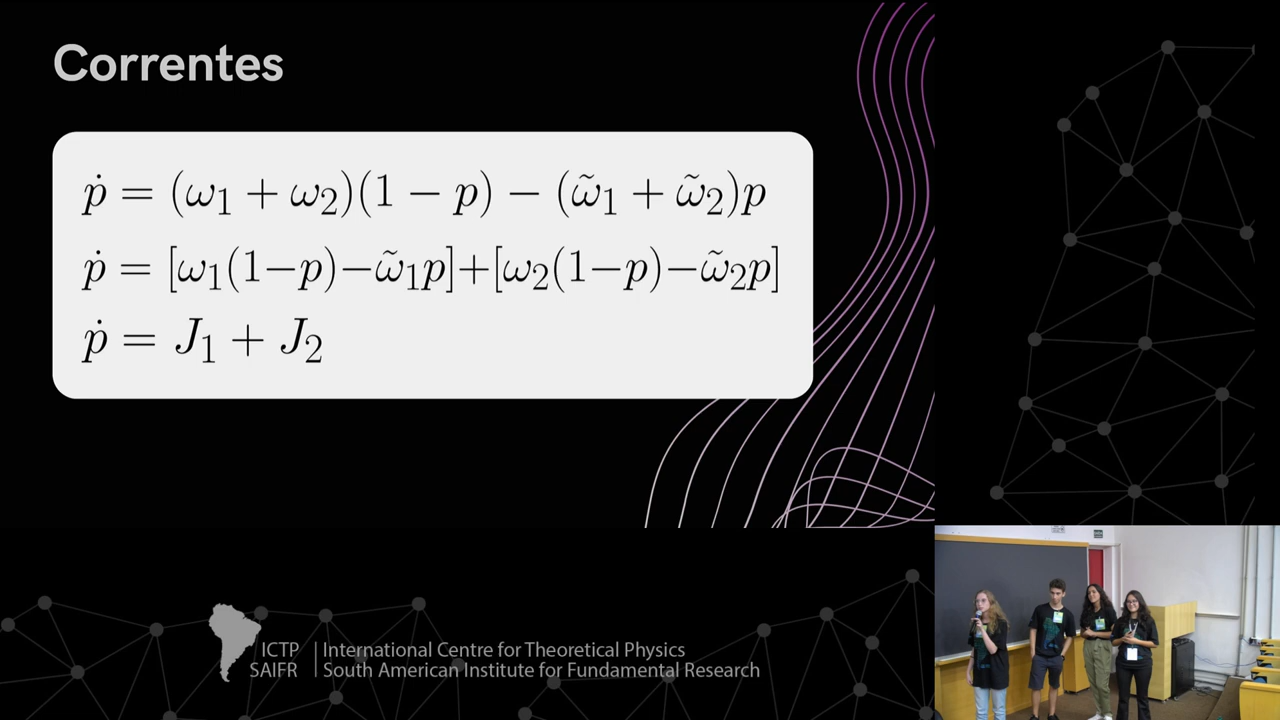 Correntes
ṗ = (ω₁ + ω₂)(1 − p) − (ω̃₁ + ω̃₂)p
ṗ = [ω₁(1−p)−ω̃₁p]+[ω₂(1−p)−ω̃₂p]
ṗ = J₁ + J₂
ICTP
SAIFR
International Centre for Theoretical Physics
South American Institute for Fundamental Research